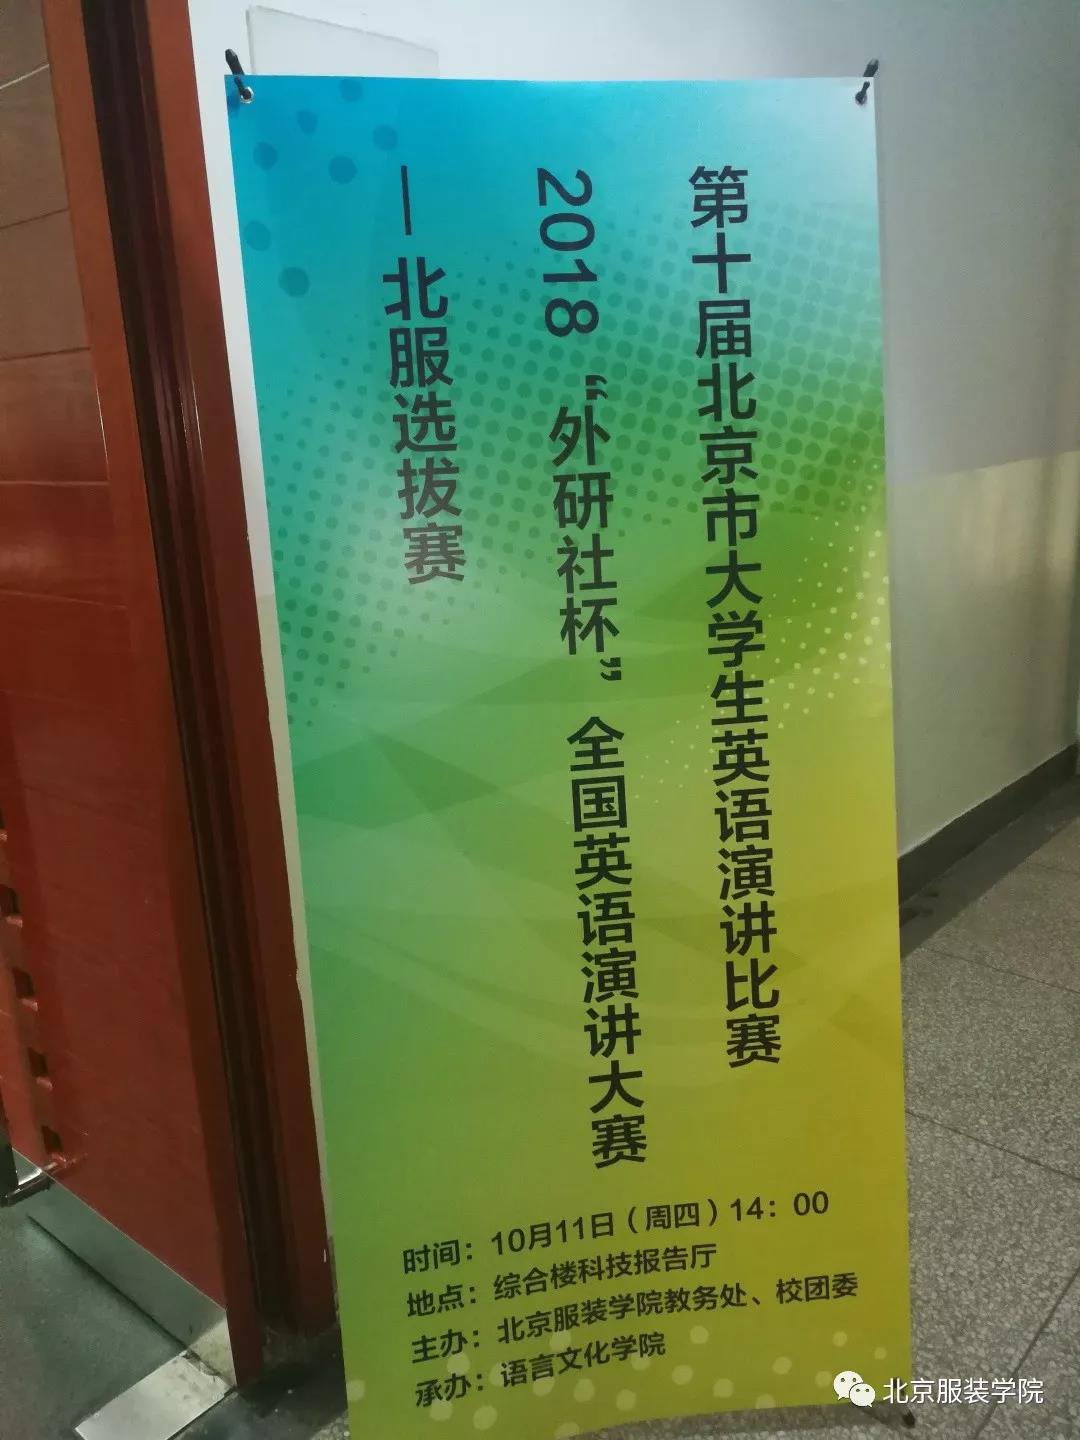 第十届北京市大学生英语演讲比赛
2018“外研社杯”全国英语演讲大赛
—北服选拔赛
时间：10月11日（周四）14：00
地点：综合楼科技报告厅
主办：北京服装学院教务处、校团委
承办：语言文化学院
北京服装学院